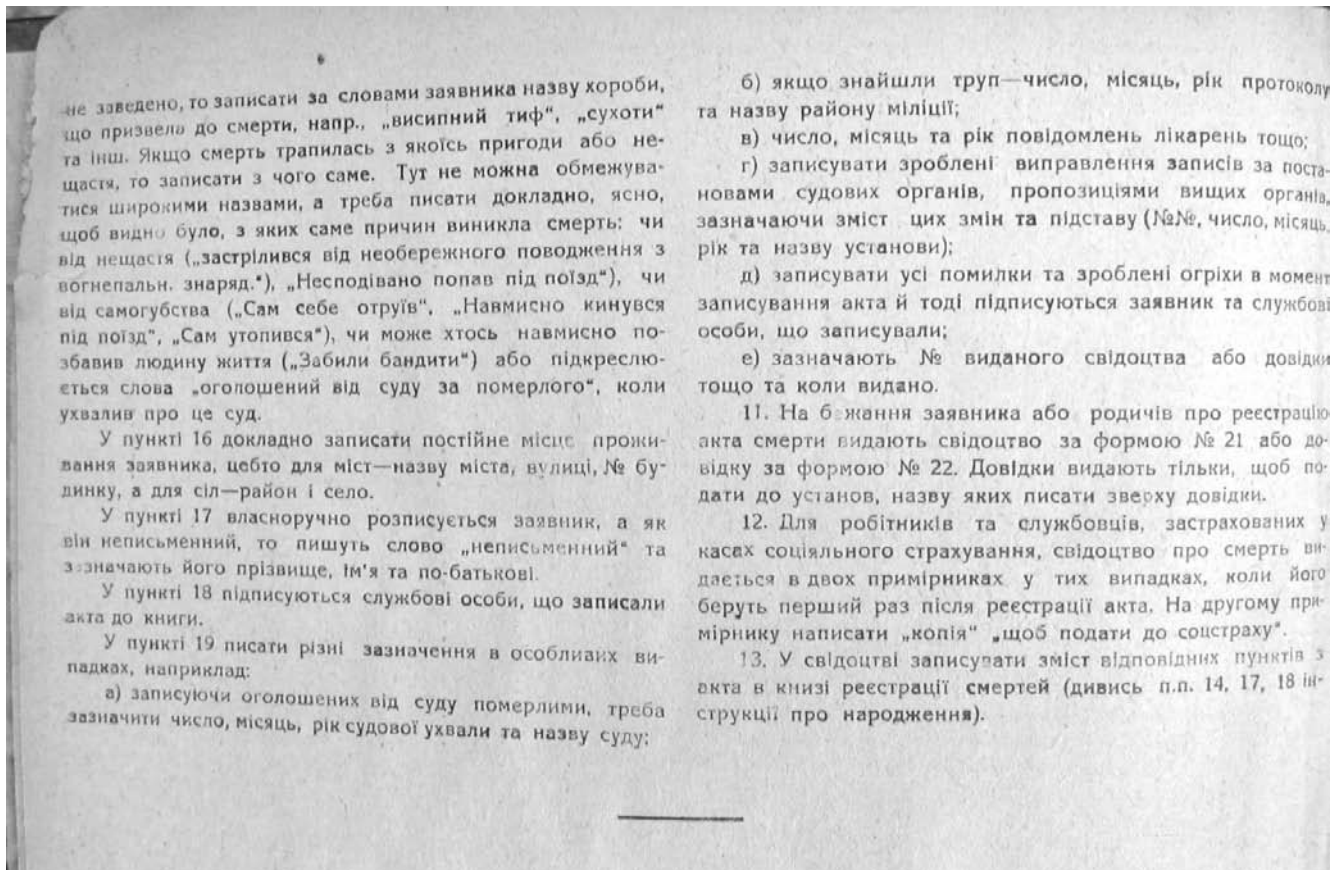 не заведено, то записати за словами заявника назву хороби,
що призвела до смерти, напр., „висипний тиф“, „сухоти“
та інш. Якщо смерть трапилась з якоїсь пригоди або не-
щастя, то записати з чого саме. Тут не можна обмежува-
тися широкими назвами, а треба писати докладно, ясно,
щоб видно було, з яких саме причин виникла смерть: чи
від нещастя („застрілився від необережного поводження з
вогнепальн. знаряд.“), „Несподівано попав під поїзд“), чи
від самогубства („Сам себе отруїв“, „Навмисно кинувся
під поїзд“, „Сам утопився“), чи може хтось навмисно по-
збавив людину життя („Забили бандити“) або підкреслю-
ється слова „оголошений від суду за померлого“, коли
ухвалив про це суд.
У пункті 16 докладно записати постійне місце прожи-
вання заявника, цебто для міст—назву міста, вулиці, № бу-
динку, а для сіл—район і село.
У пункті 17 власноручно розписується заявник, а як
він неписьменний, то пишуть слово „неписьменний“ та
зазначають його прізвище, ім'я та по-батькові.
У пункті 18 підписуються службові особи, що записали
акта до книги.
У пункті 19 писати різні зазначення в особливих ви-
падках, наприклад:
а) записуючи оголошених від суду померлими, треба
зазначити число, місяць, рік судової ухвали та назву суду;
б) якщо знайшли труп—число, місяць, рік протоколу
та назву району міліції;
в) число, місяць та рік повідомлень лікарень тощо;
г) записувати зроблені виправлення записів за поста-
новами судових органів, пропозиціями вищих органів,
зазначаючи зміст цих змін та підставу (№№, число, місяць,
рік та назву установи);
д) записувати усі помилки та зроблені огріхи в момент
записування акта й тоді підписуються заявник та службові
особи, що записували;
е) зазначають № виданого свідоцтва або довідки
тощо та коли видано.
11. На бажання заявника або родичів про реєстрацію
акта смерти видають свідоцтво за формою № 21 або до-
відку за формою № 22. Довідки видають тільки, щоб по-
дати до установ, назву яких писати зверху довідки.
12. Для робітників та службовців, застрахованих у
касах соціяльного страхування, свідоцтво про смерть ви-
дається в двох примірниках у тих випадках, коли його
беруть перший раз після реєстрації акта. На другому при-
мірнику написати „копія“ „щоб подати до соцстраху“.
13. У свідоцтві записувати зміст відповідних пунктів з
акта в книзі реєстрації смертей (дивись п.п. 14, 17, 18 ін-
струкції про народження).